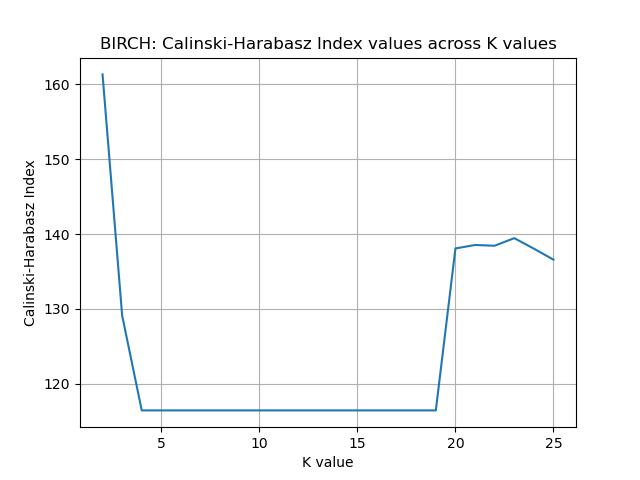 BIRCH: Calinski-Harabasz Index values across K values
Calinski-Harabasz Index
160
150
140
130
120
5 10 15 20 25
K value